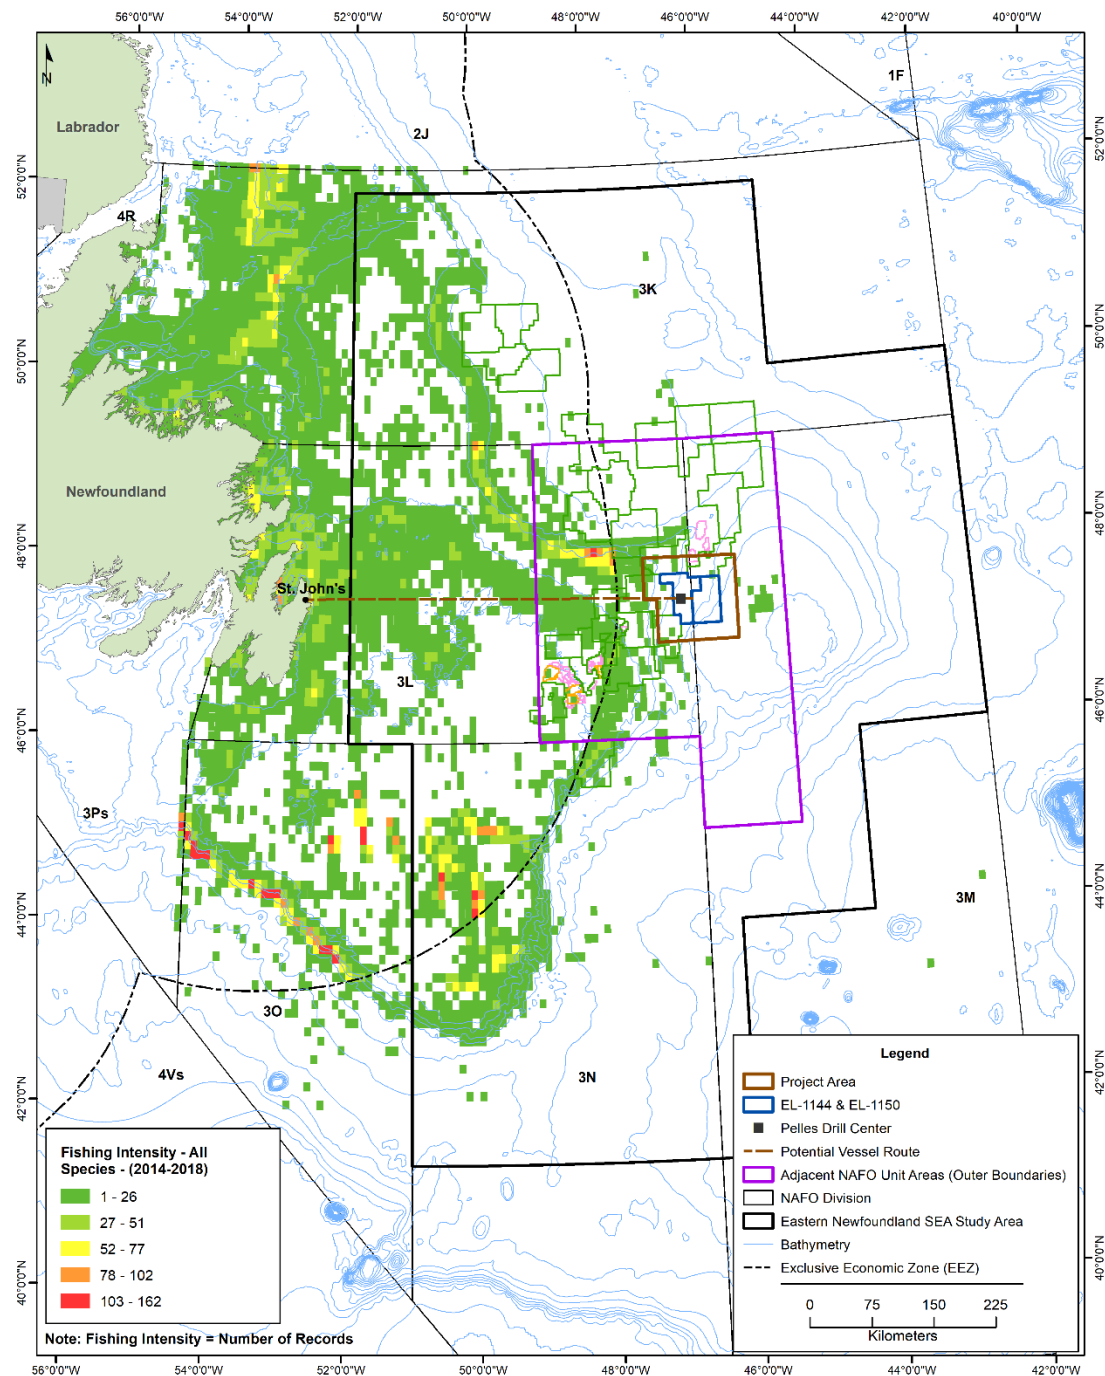 56°0'0"W 54°0'0"W 52°0'0"W 50°0'0"W 48°0'0"W 46°0'0"W 44°0'0"W 42°0'0"W 40°0'0"W
N
1F
Labrador
2J
52°0'0"N
52°0'0"N
4R
3K
50°0'0"N
50°0'0"N
Newfoundland
48°0'0"N
48°0'0"N
St. John's
3L
46°0'0"N
46°0'0"N
3Ps
3M
44°0'0"N
44°0'0"N
3O
4Vs
3N
42°0'0"N
42°0'0"N
40°0'0"N
40°0'0"N
Legend
Project Area
EL-1144 & EL-1150
Pelles Drill Center
Potential Vessel Route
Adjacent NAFO Unit Areas (Outer Boundaries)
NAFO Division
Eastern Newfoundland SEA Study Area
Bathymetry
Exclusive Economic Zone (EEZ)
0 75 150 225
Kilometers
Fishing Intensity - All
Species - (2014-2018)
1 - 26
27 - 51
52 - 77
78 - 102
103 - 162
Note: Fishing Intensity = Number of Records
56°0'0"W 54°0'0"W 52°0'0"W 50°0'0"W 48°0'0"W 46°0'0"W 44°0'0"W 42°0'0"W